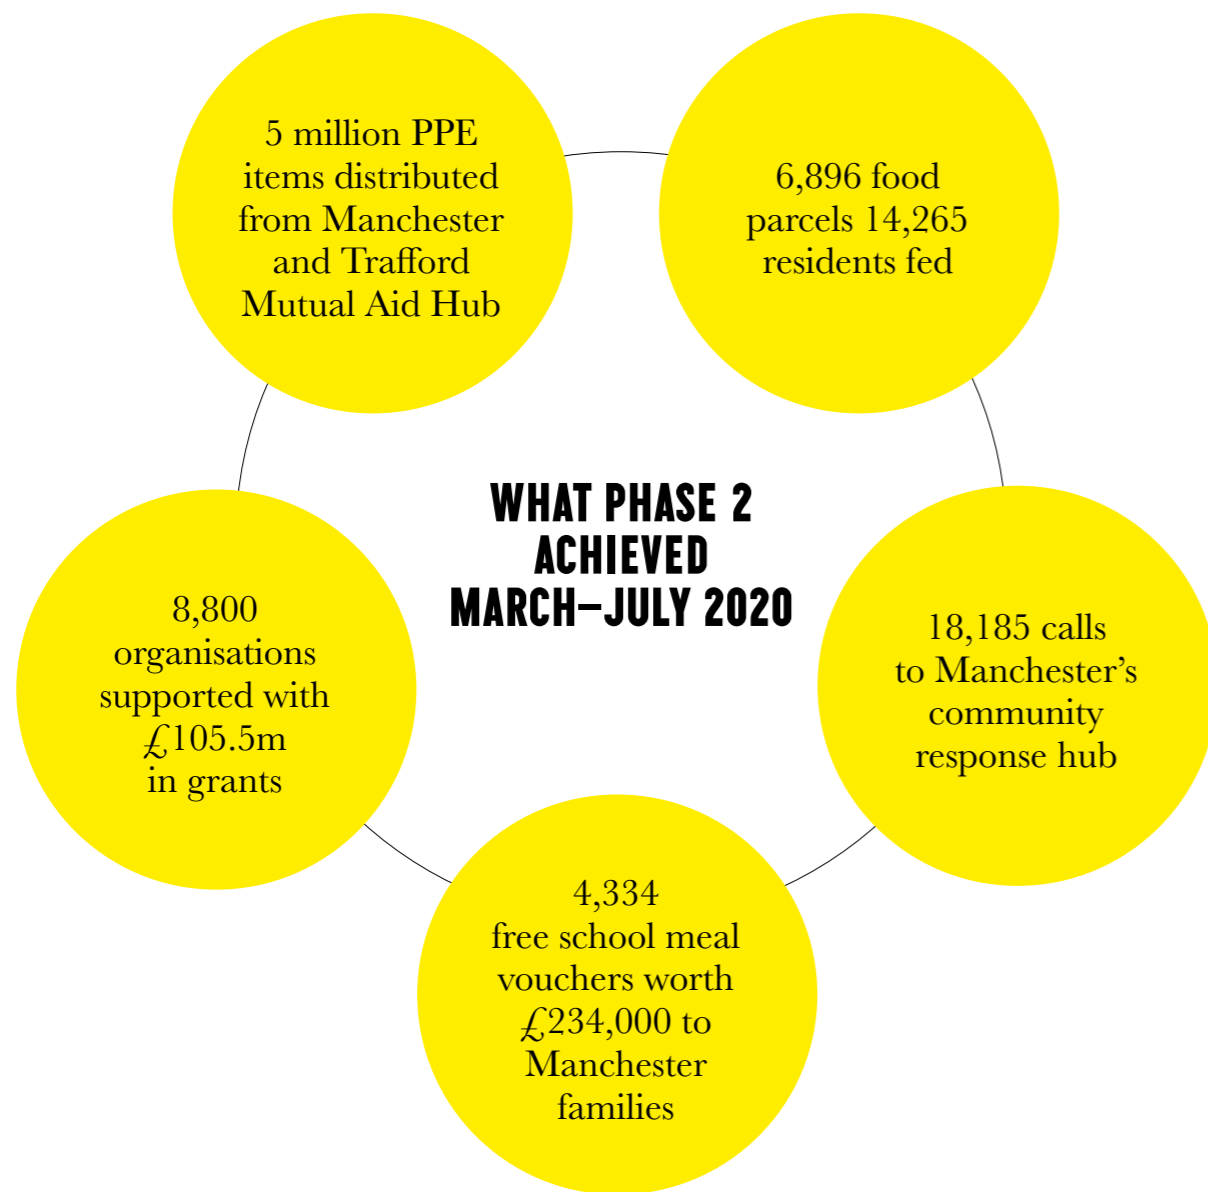 5 million PPE
items distributed
from Manchester
and Trafford
Mutual Aid Hub
6,896 food
parcels 14,265
residents fed
WHAT PHASE 2
ACHIEVED
MARCH–JULY 2020
8,800
organisations
supported with
£105.5m
in grants
18,185 calls
to Manchester’s
community
response hub
4,334
free school meal
vouchers worth
£234,000 to
Manchester
families